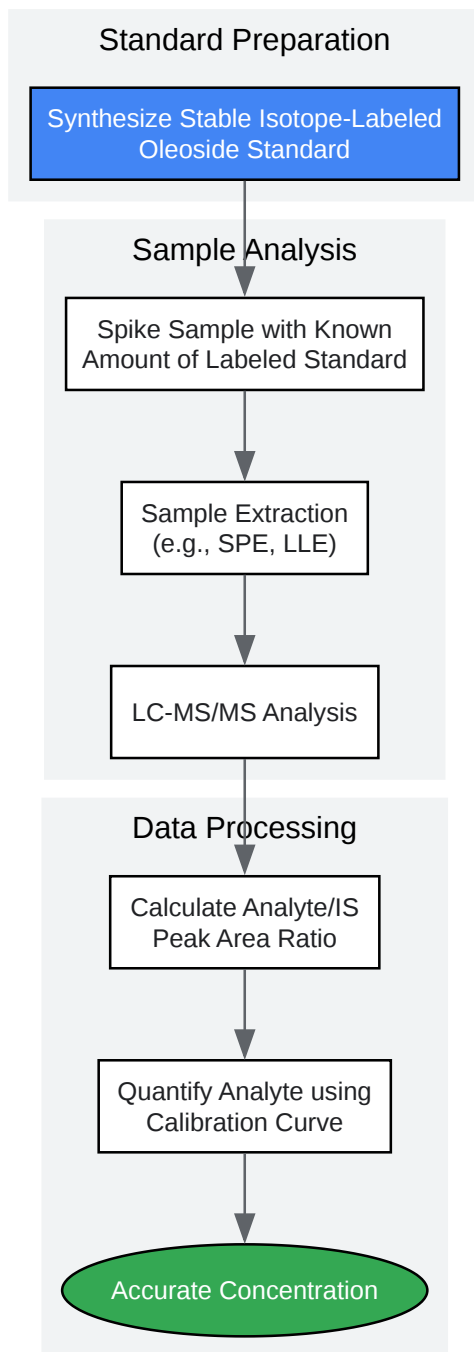 Standard Preparation
Synthesize Stable Isotope-Labeled
Oleoside Standard
Sample Analysis
Spike Sample with Known
Amount of Labeled Standard
Sample Extraction
(e.g., SPE, LLE)
LC-MS/MS Analysis
Data Processing
Calculate Analyte/IS
Peak Area Ratio
Quantify Analyte using
Calibration Curve
Accurate Concentration